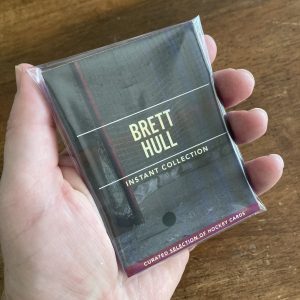 BRETT
HULL
INSTANT COLLECTION
CURATED SELECTION OF HOCKEY CARDS